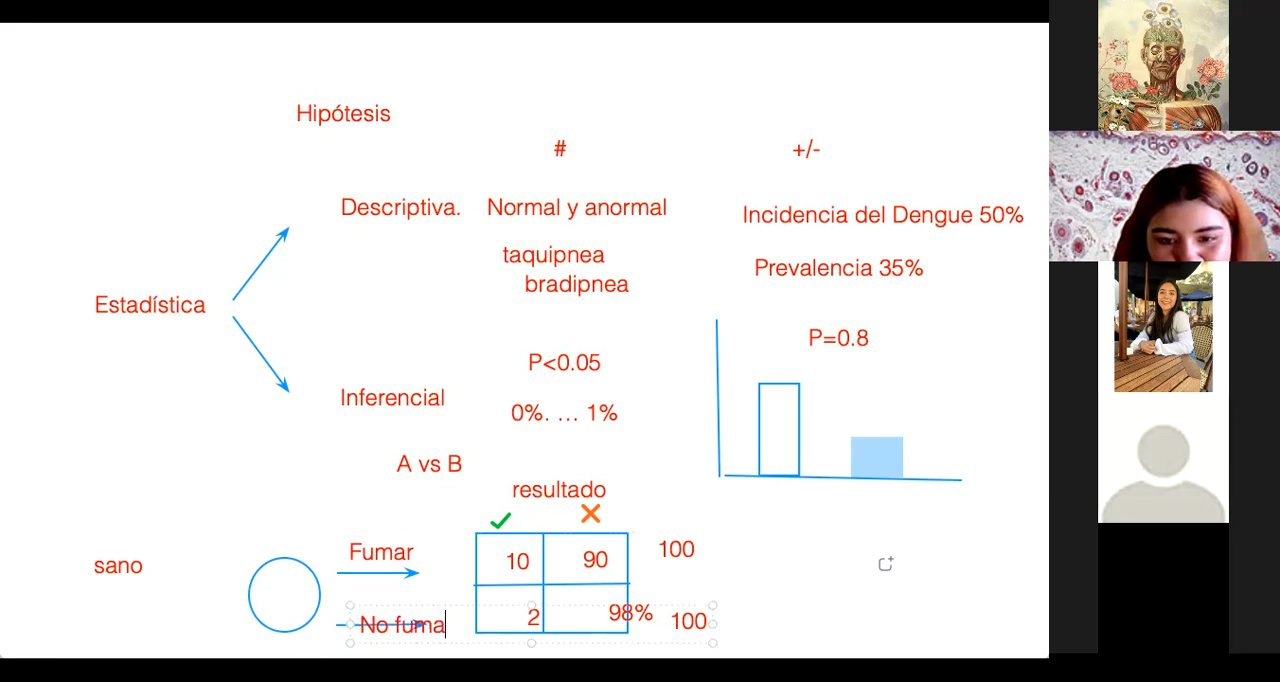 Hipótesis
#
+/-
Descriptiva.
Normal y anormal
Incidencia del Dengue 50%
taquipnea
bradipnea
Prevalencia 35%
Estadística
P=0.8
P<0.05
Inferencial
0%. … 1%
A vs B
resultado
Fumar
10
90
100
sano
No fuma
2
98%
100